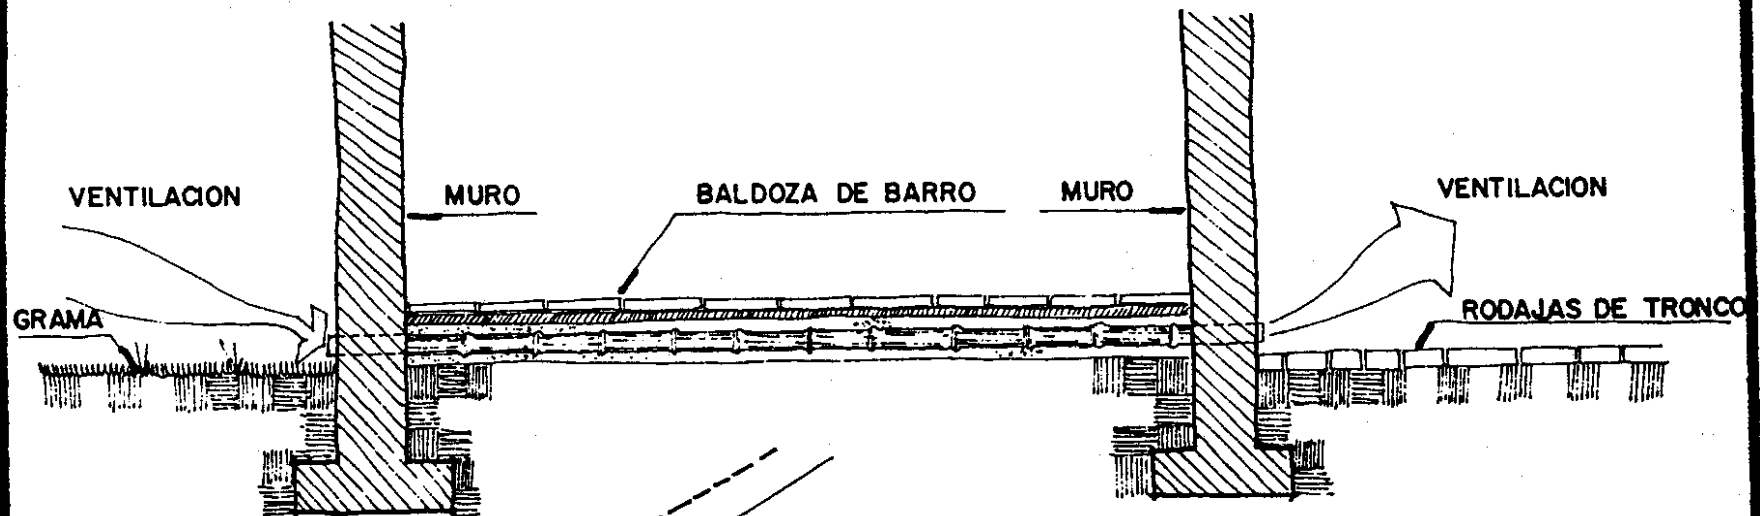 VENTILACION
MURO
BALDOZA DE BARRO
MURO
VENTILACION
GRAMA
RODAJAS DE TRONCO